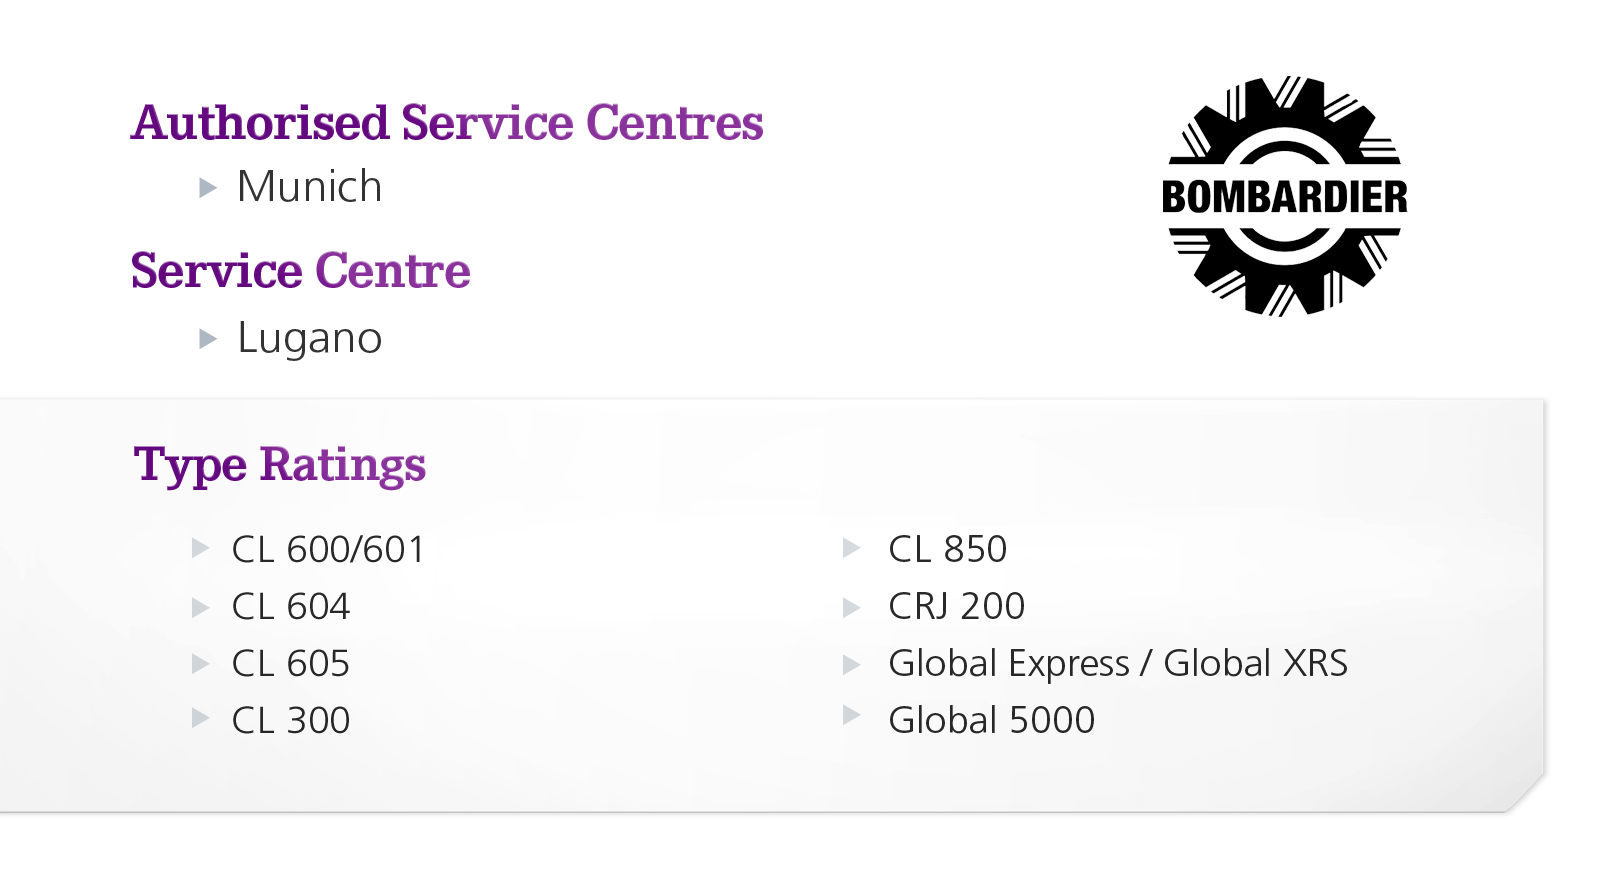 Authorised Service Centres
Munich
Service Centre
Lugano
BOMBARDIER
Type Ratings
CL 600/601
CL 604
CL 605
CL 300
CL 850
CRJ 200
Global Express / Global XRS
Global 5000